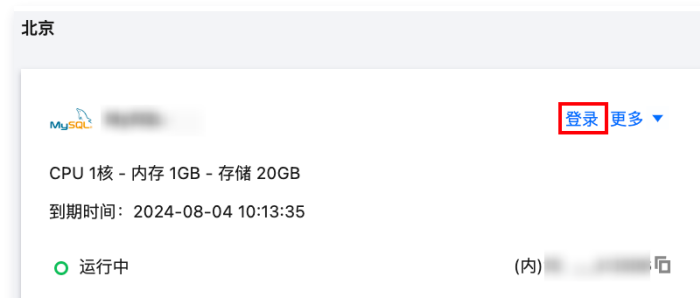 北京
MySQL 登录 更多
CPU 1核 - 内存 1GB - 存储 20GB
到期时间：2024-08-04 10:13:35
运行中 (内)